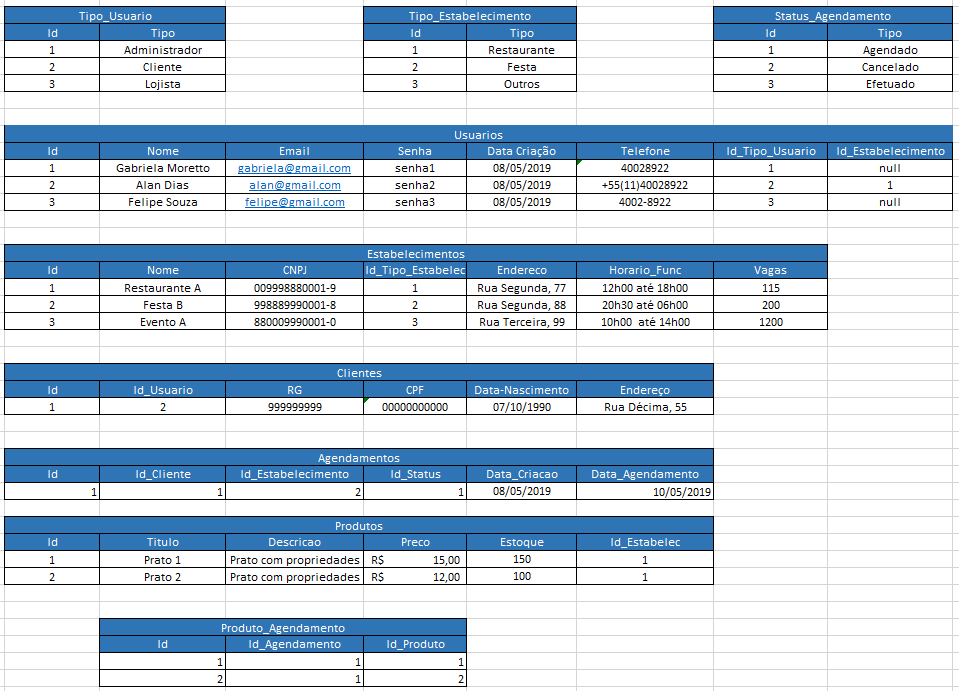 Tipo_Usuario Tipo_Estabelecimento Status_Agendamento
Id Tipo Id Tipo Id Tipo
1 Administrador 1 Restaurante 1 Agendado
2 Cliente 2 Festa 2 Cancelado
3 Lojista 3 Outros 3 Efetuado
Usuarios
Id Nome Email Senha Data Criação Telefone Id_Tipo_Usuario Id_Estabelecimento
1 Gabriela Moretto gabriela@gmail.com senha1 08/05/2019 40028922 1 null
2 Alan Dias alan@gmail.com senha2 08/05/2019 +55(11)40028922 2 1
3 Felipe Souza felipe@gmail.com senha3 08/05/2019 4002-8922 3 null
Estabelecimentos
Id Nome CNPJ Id_Tipo_Estabelec Endereco Horario_Func Vagas
1 Restaurante A 009998880001-9 1 Rua Segunda, 77 12h00 até 18h00 115
2 Festa B 998889990001-8 2 Rua Segunda, 88 20h30 até 06h00 200
3 Evento A 880009990001-0 3 Rua Terceira, 99 10h00 até 14h00 1200
Clientes
Id Id_Usuario RG CPF Data-Nascimento Endereço
1 2 999999999 00000000000 07/10/1990 Rua Décima, 55
Agendamentos
Id Id_Cliente Id_Estabelecimento Id_Status Data_Criacao Data_Agendamento
1 1 2 1 08/05/2019 10/05/2019
Produtos
Id Titulo Descricao Preco Estoque Id_Estabelec
1 Prato 1 Prato com propriedades R$ 15,00 150 1
2 Prato 2 Prato com propriedades R$ 12,00 100 1
Produto_Agendamento
Id Id_Agendamento Id_Produto
1 1 1
2 1 2